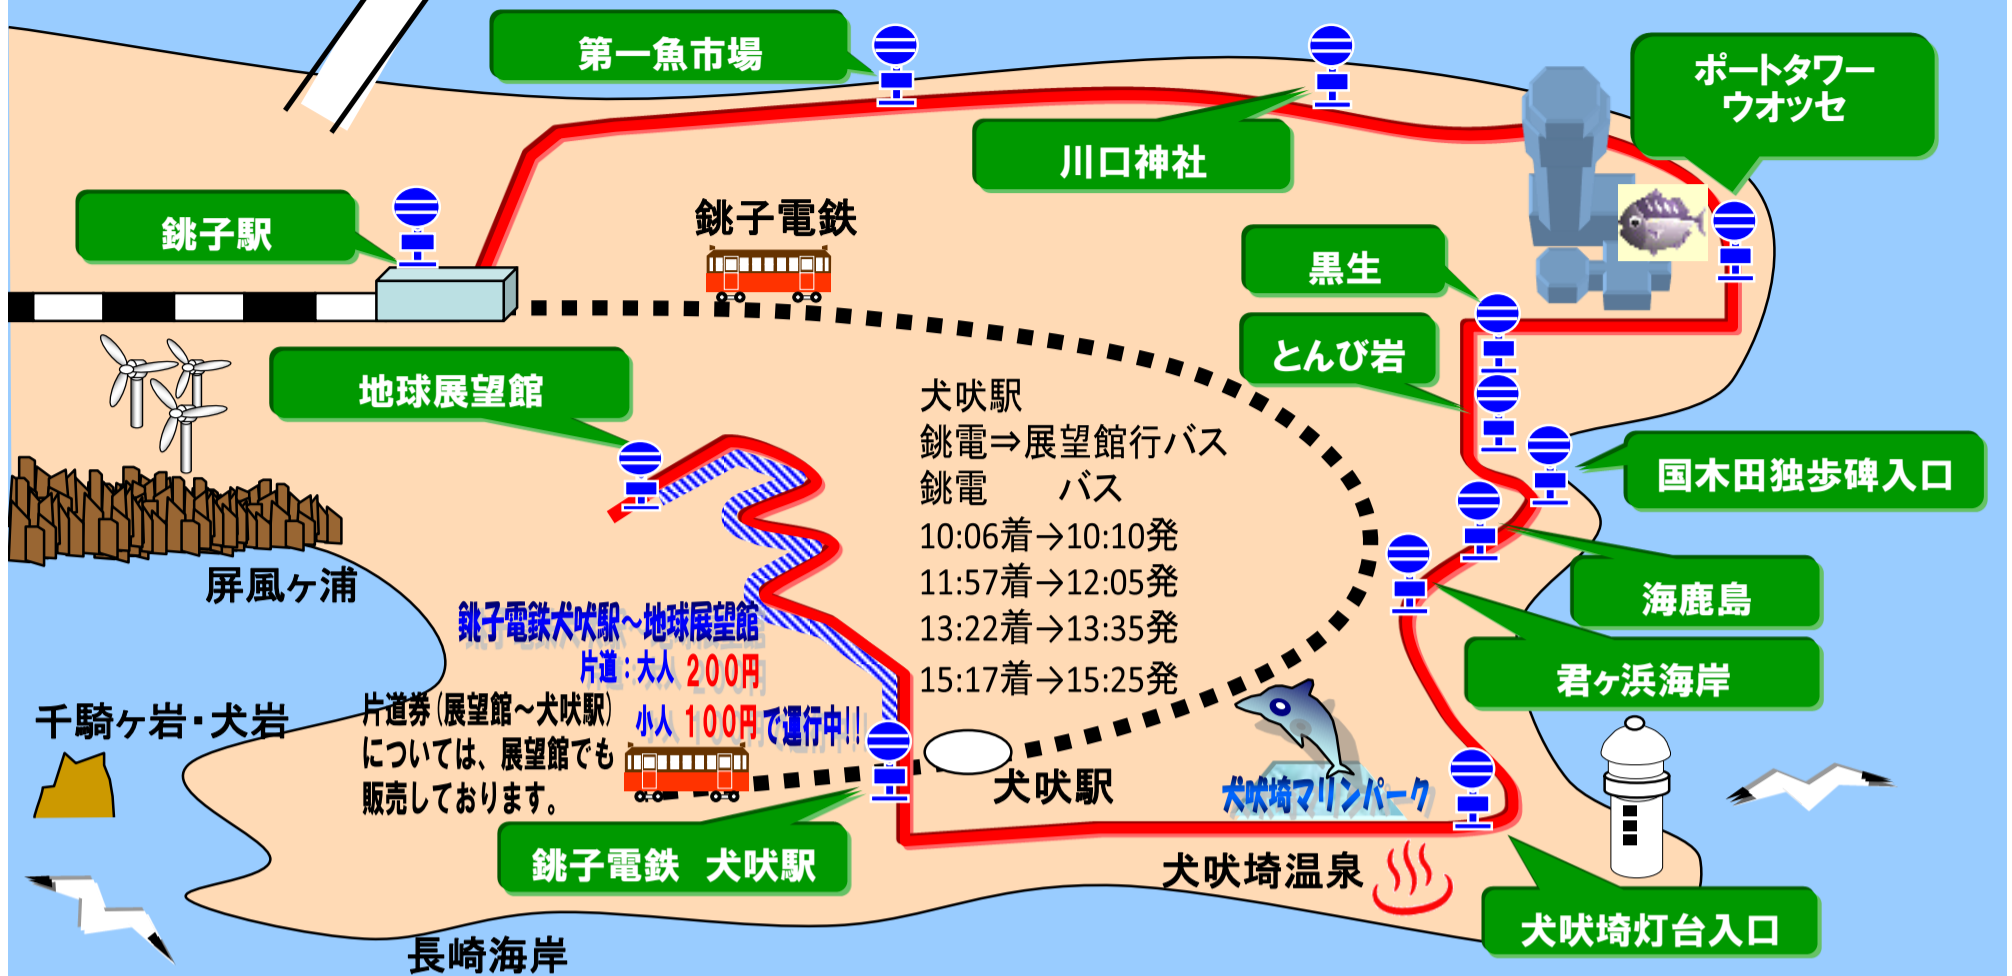 第一魚市場
ポートタワー
ウオッセ
川口神社
銚子駅
銚子電鉄
黒生
とんび岩
地球展望館
犬吠駅
銚電⇒展望館行バス
銚電　　バス
10:06着→10:10発
11:57着→12:05発
13:22着→13:35発
15:17着→15:25発
国木田独歩碑入口
海鹿島
君ヶ浜海岸
屏風ヶ浦
銚子電鉄犬吠駅～地球展望館
片道：大人 200円
小人 100円で運行中!!
片道券(展望館～犬吠駅)
については、展望館でも
販売しております。
千騎ヶ岩・犬岩
犬吠駅
犬吠埼マリンパーク
銚子電鉄　犬吠駅
犬吠埼温泉
犬吠埼灯台入口
長崎海岸